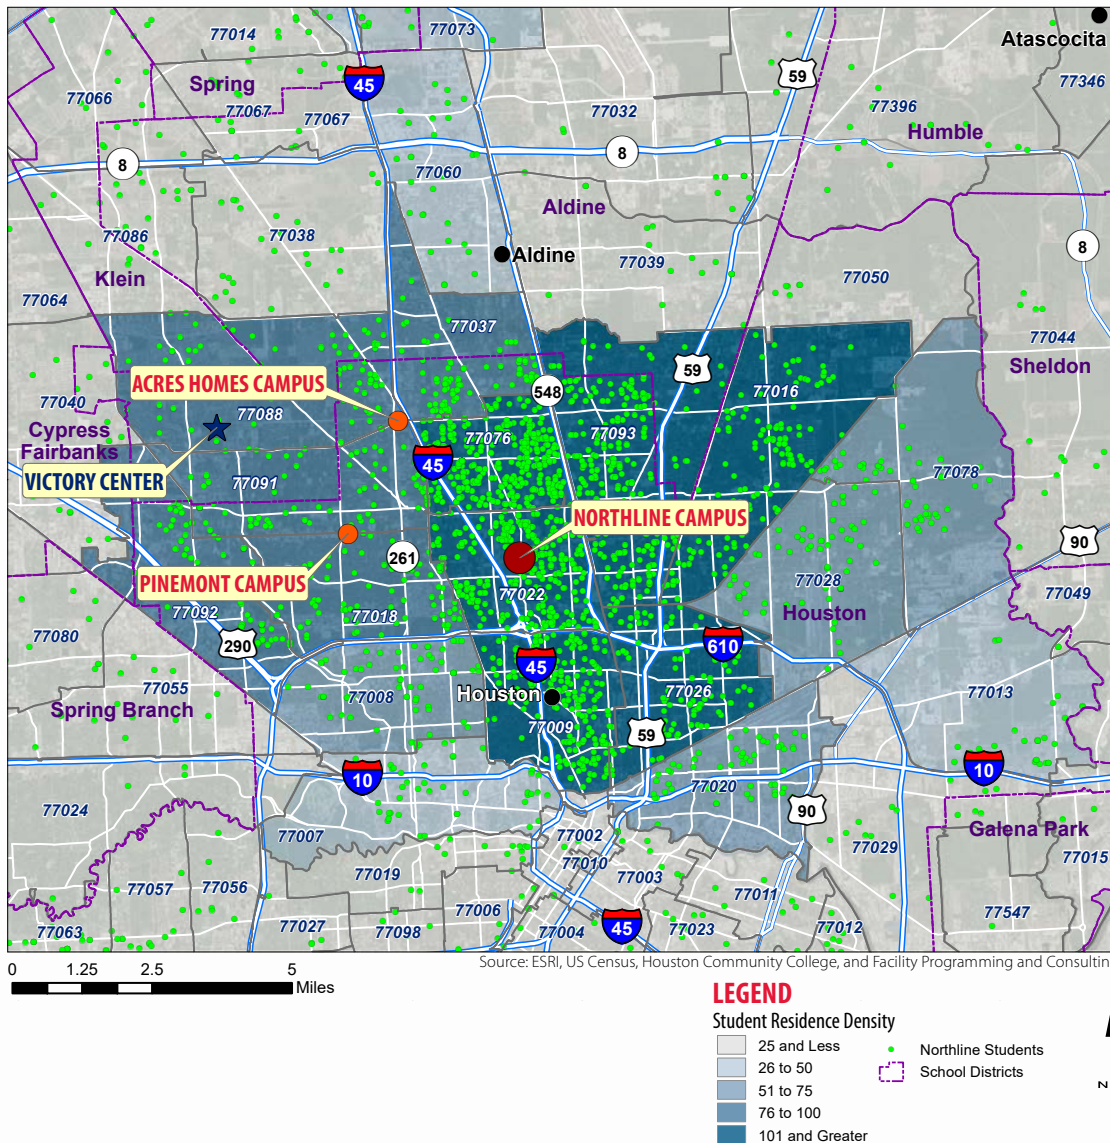 77014
77073
Atascocita
Spring
45
59
77346
77066
77067
77067
77032
77396
Humble
8
8
77060
77086
77038
Aldine
8
Aldine
77039
Klein
77050
77064
77037
77044
59
Sheldon
ACRES HOMES CAMPUS
548
77016
77040
77088
Cypress
Fairbanks
77076
77093
45
77078
VICTORY CENTER
77091
NORTHLINE CAMPUS
90
261
PINEMONT CAMPUS
77028
77022
77049
77092
77018
Houston
77080
290
610
45
77055
77008
Houston
77026
77013
Spring Branch
77009
59
10
10
77020
77024
90
77007
77002
Galena Park
77029
77010
77015
77019
77003
77057
77056
77011
77006
77547
77063
77027
77098
77004
45
77023
77012
0 1.25 2.5 5
Miles
Source: ESRI, US Census, Houston Community College, and Facility Programming and Consultin
LEGEND
Student Residence Density
25 and Less
26 to 50
51 to 75
76 to 100
101 and Greater
Northline Students
School Districts
z